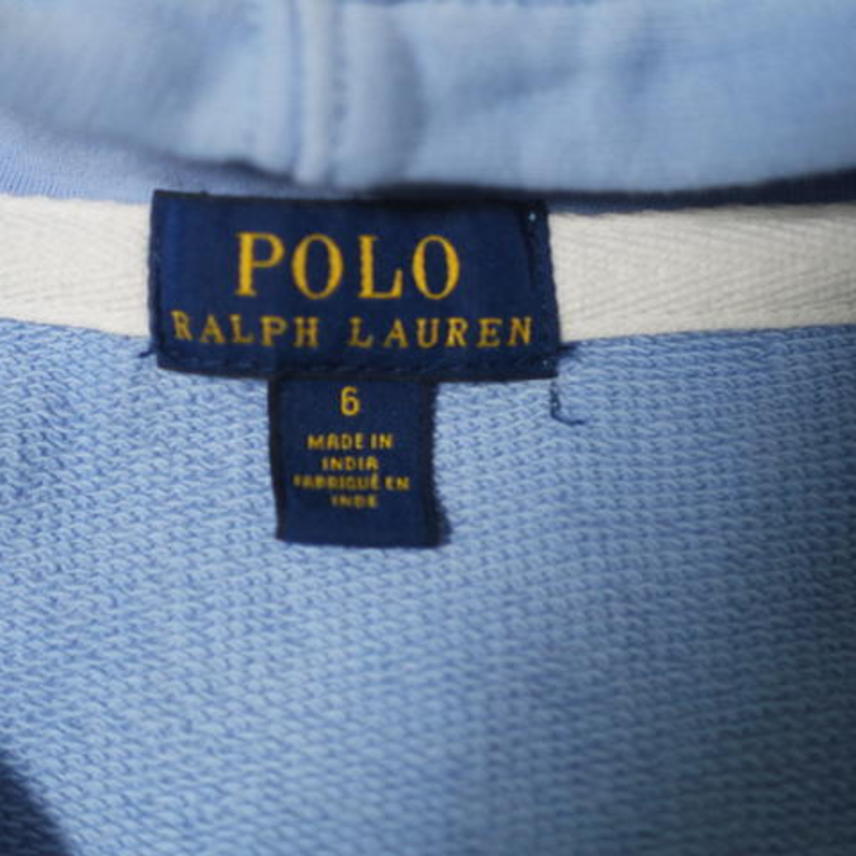 POLO
RALPH LAUREN
6
MADE IN
INDIA
FABRIQUÉ EN
INDE